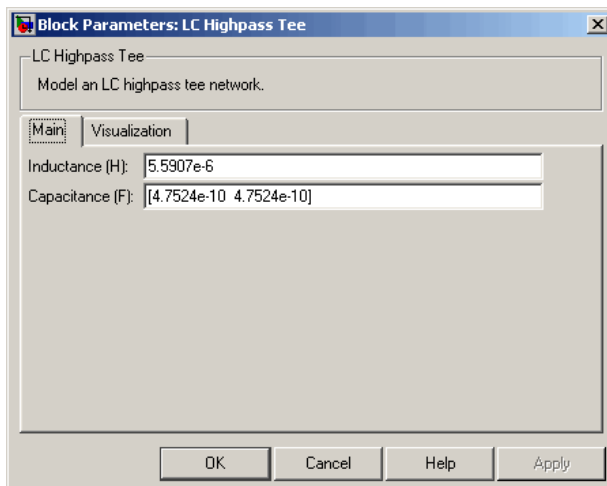 Block Parameters: LC Highpass Tee
LC Highpass Tee
Model an LC highpass tee network.
Main Visualization
Inductance (H): 5.5907e-6
Capacitance (F): [4.7524e-10 4.7524e-10]
OK Cancel Help Apply